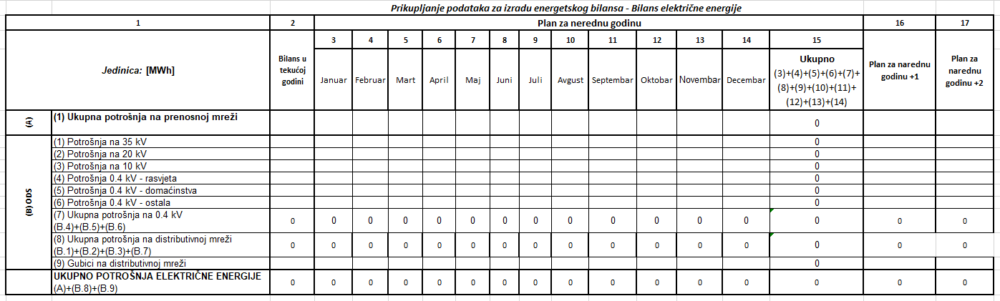 Prikupljanje podataka za izradu energetskog bilansa - Bilans električne energije
1 2 Plan za nerednu godinu 16 17
Jedinica: [MWh]
Bilans u
tekućoj
godini
3 4 5 6 7 8 9 10 11 12 13 14 15
Januar Februar Mart April Maj Juni Juli Avgust Septembar Oktobar Novembar Decembar
Ukupno
(3)+(4)+(5)+(6)+(7)+
(8)+(9)+(10)+(11)+
(12)+(13)+(14)
Plan za narednu
godinu +1
Plan za
narednu
godinu +2
(A)
(1) Ukupna potrošnja na prenosnoj mreži
0
(B) ODS
(1) Potrošnja na 35 kV 0
(2) Potrošnja na 20 kV 0
(3) Potrošnja na 10 kV 0
(4) Potrošnja 0.4 kV - rasvjeta 0
(5) Potrošnja 0.4 kV - domaćinstva 0
(6) Potrošnja 0.4 kV - ostala 0
(7) Ukupna potrošnja na 0.4 kV
(B.4)+(B.5)+(B.6)
0 0 0 0 0 0 0 0 0 0 0 0 0 0 0 0
(8) Ukupna potrošnja na distributivnoj mreži
(B.1)+(B.2)+(B.3)+(B.7)
0 0 0 0 0 0 0 0 0 0 0 0 0 0 0 0
(9) Gubici na distributivnoj mreži 0
UKUPNO POTROŠNJA ELEKTRIČNE ENERGIJE
(A)+(B.8)+(B.9)
0 0 0 0 0 0 0 0 0 0 0 0 0 0 0 0